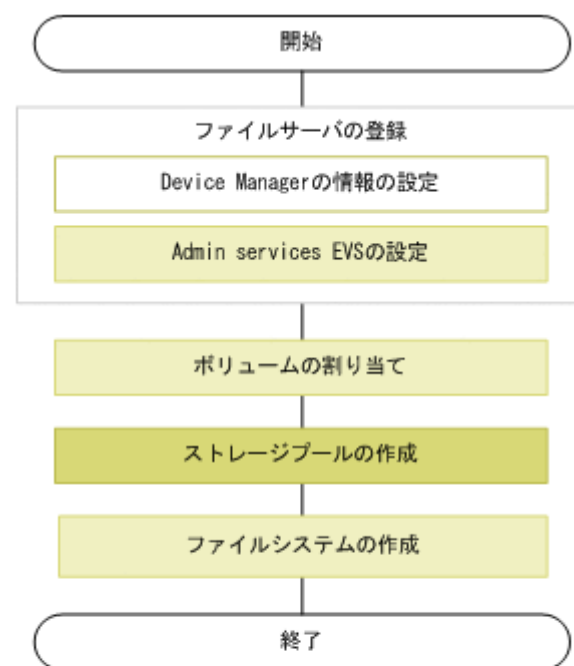 開始
ファイルサーバの登録
Device Managerの情報の設定
Admin services EVSの設定
ボリュームの割り当て
ストレージプールの作成
ファイルシステムの作成
終了